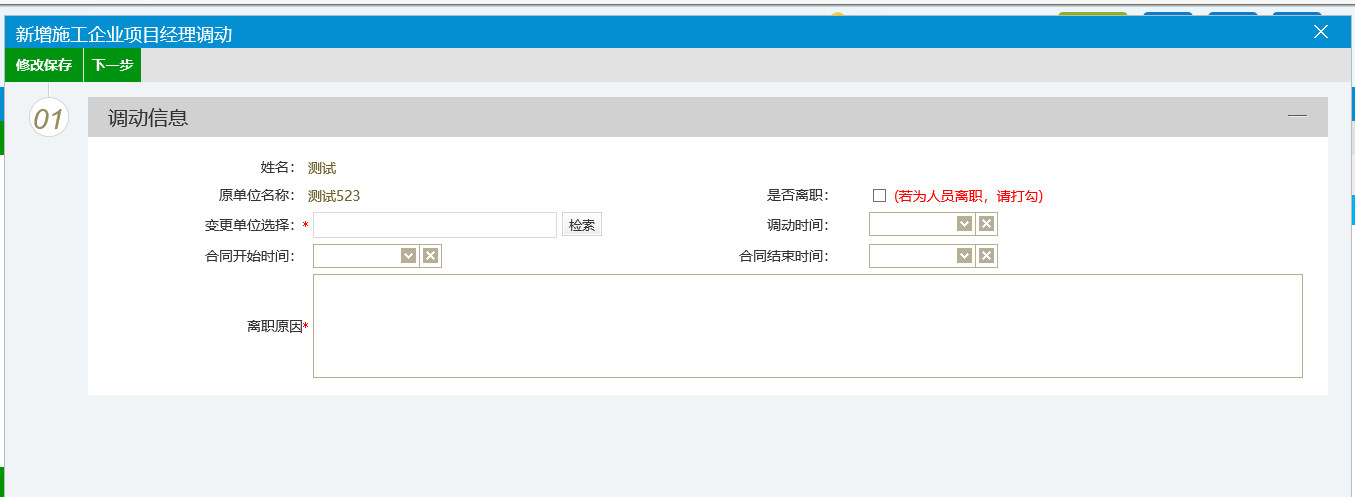 新增施工企业项目经理调动
修改保存 下一步
01 调动信息
姓名： 测试
原单位名称： 测试523 是否离职： (若为人员离职，请打勾)
变更单位选择：* 检索 调动时间：
合同开始时间： 合同结束时间：
离职原因*